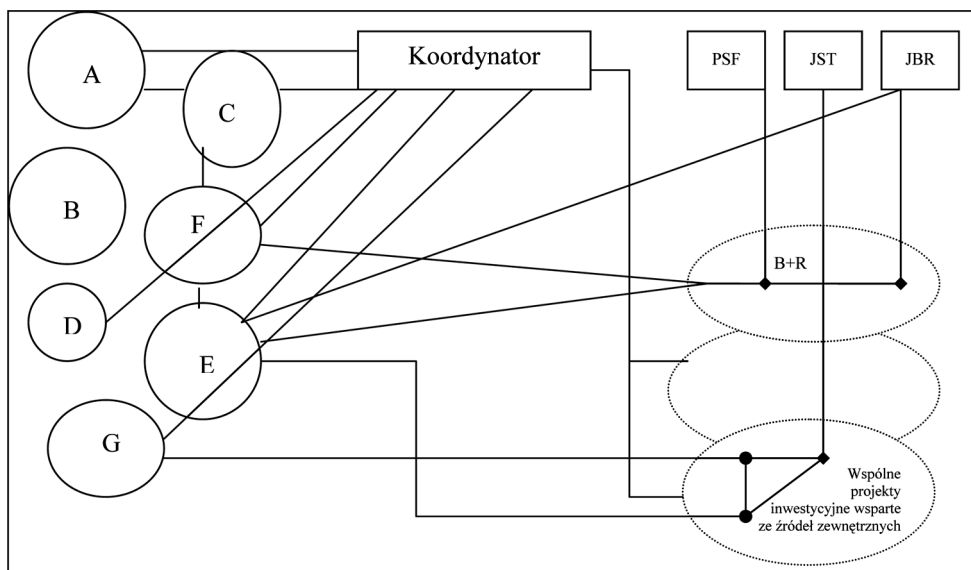 Koordynator
PSF
JST
JBR
A
C
B
F
B+R
D
E
G
Wspólne
projekty
inwestycyjne wsparte
ze źródeł zewnętrznych